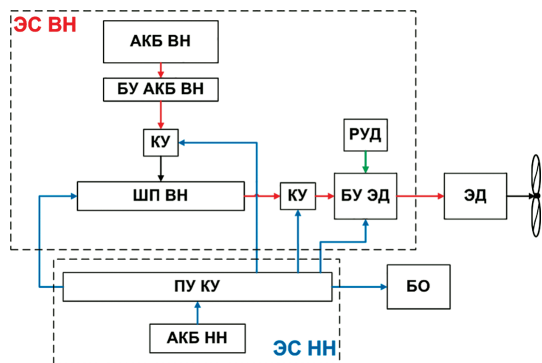 ЭС ВН
АКБ ВН
БУ АКБ ВН
КУ
РУД
ШП ВН
КУ
БУ ЭД
ЭД
ПУ КУ
БО
АКБ НН
ЭС НН